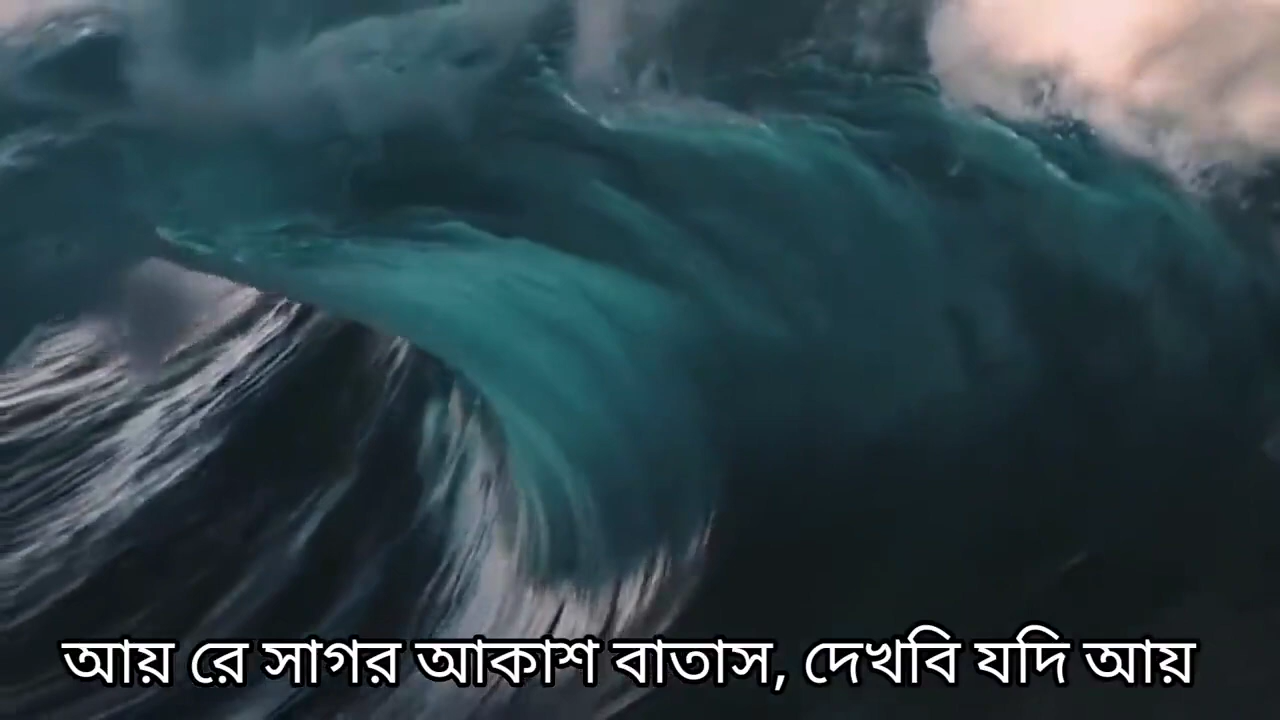 আয় রে সাগর আকাশ বাতাস, দেখবি যদি আয়